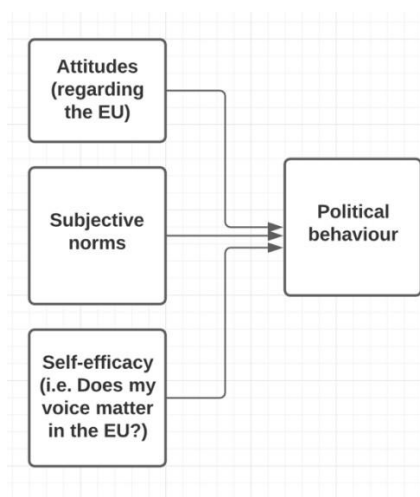 Attitudes
(regarding
the EU)
Subjective
norms
Self-efficacy
(i.e. Does my
voice matter
in the EU?)
Political
behaviour